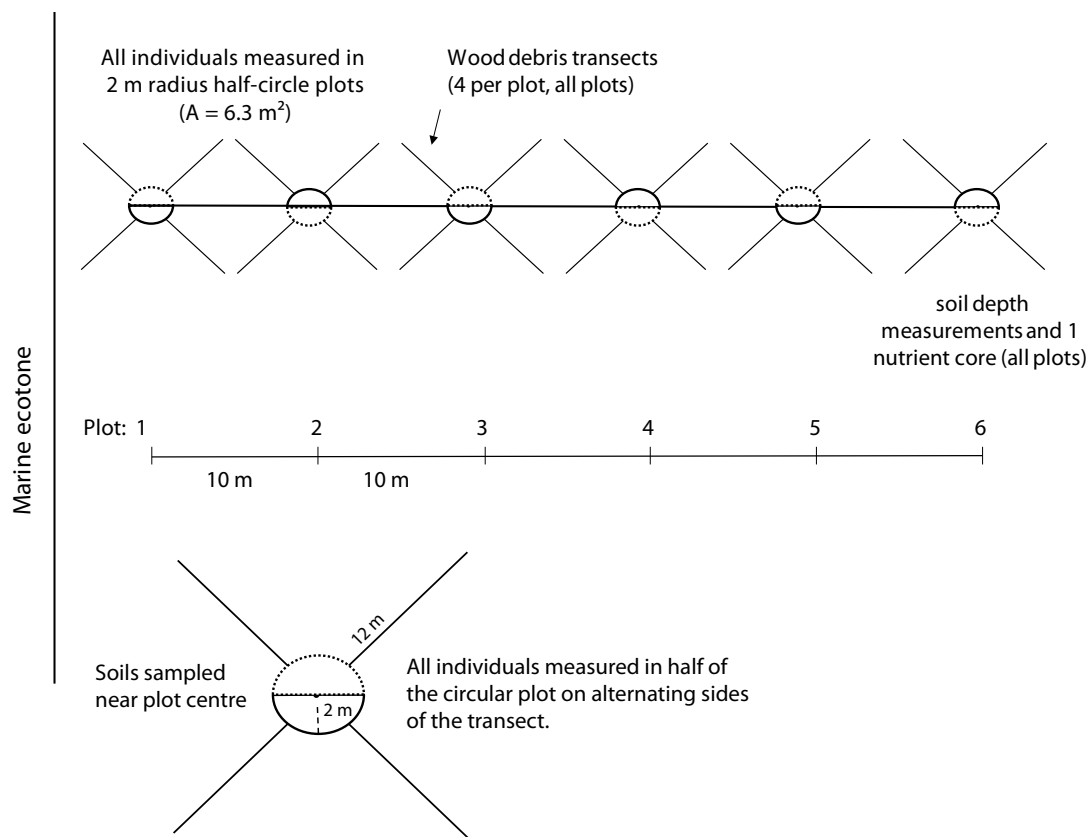 All individuals measured in
2 m radius half-circle plots
(A = 6.3 m²)
Wood debris transects
(4 per plot, all plots)
soil depth
measurements and 1
nutrient core (all plots)
Marine ecotone
Plot: 1 2 3 4 5 6
10 m 10 m
12 m
Soils sampled
near plot centre
2 m
All individuals measured in half of
the circular plot on alternating sides
of the transect.